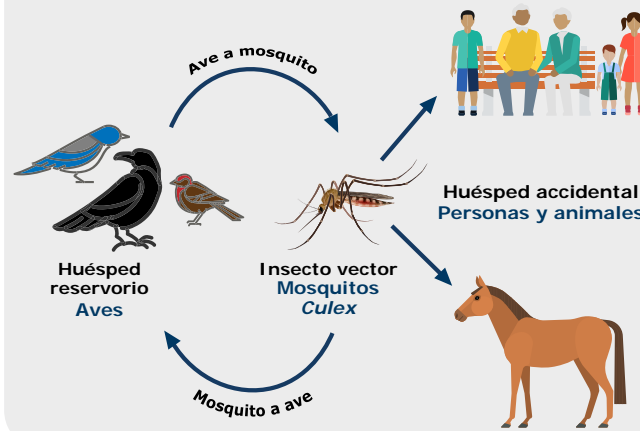 Ave a mosquito
Huésped
reservorio
Aves
Insecto vector
Mosquitos
Culex
Huésped accidental
Personas y animales
Mosquito a ave